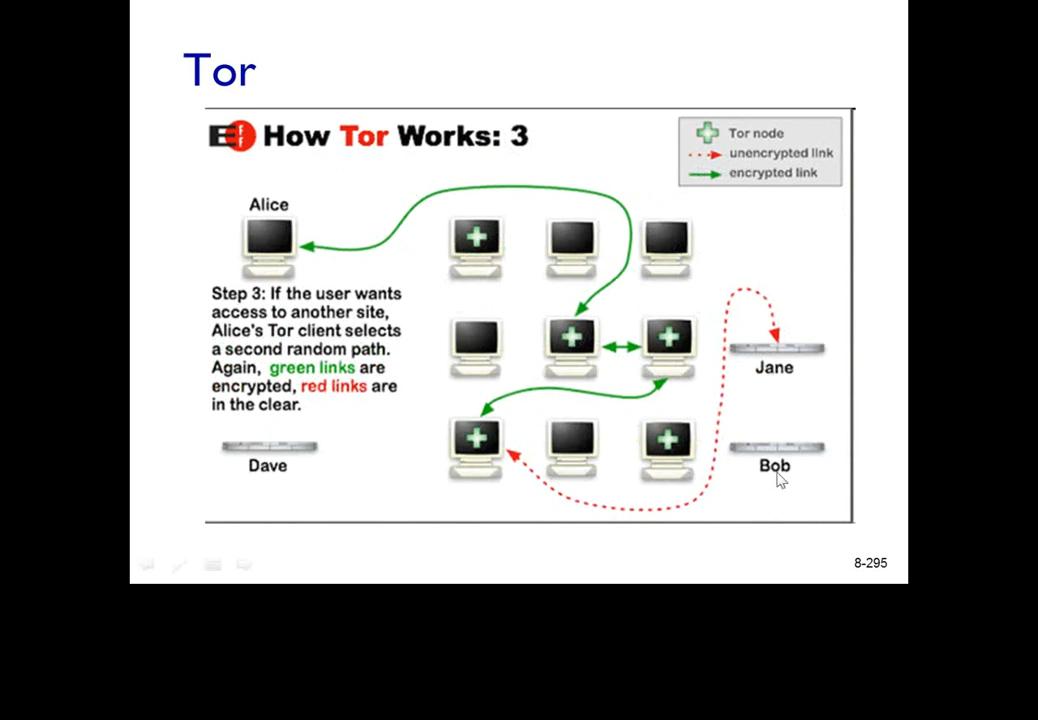 Tor
EFF How Tor Works: 3
Tor node
unencrypted link
encrypted link
Alice
Step 3: If the user wants
access to another site,
Alice's Tor client selects
a second random path.
Again, green links are
encrypted, red links are
in the clear.
Jane
Dave
Bob
8-295